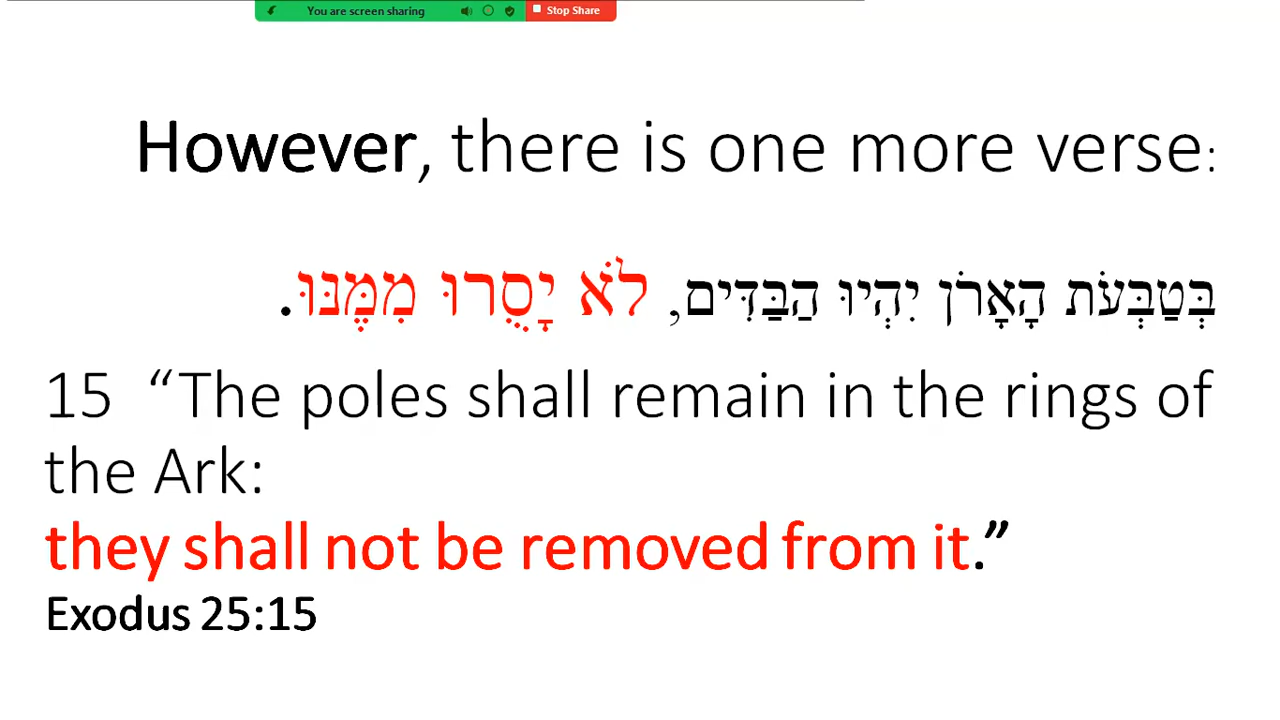 You are screen sharing Stop Share
However, there is one more verse:
בְּטַבְּעֹת הָאָרֹן יִהְיוּ הַבַּדִּים, לֹא יָסֻרוּ מִמֶּנּוּ.
15 “The poles shall remain in the rings of
the Ark:
they shall not be removed from it.”
Exodus 25:15